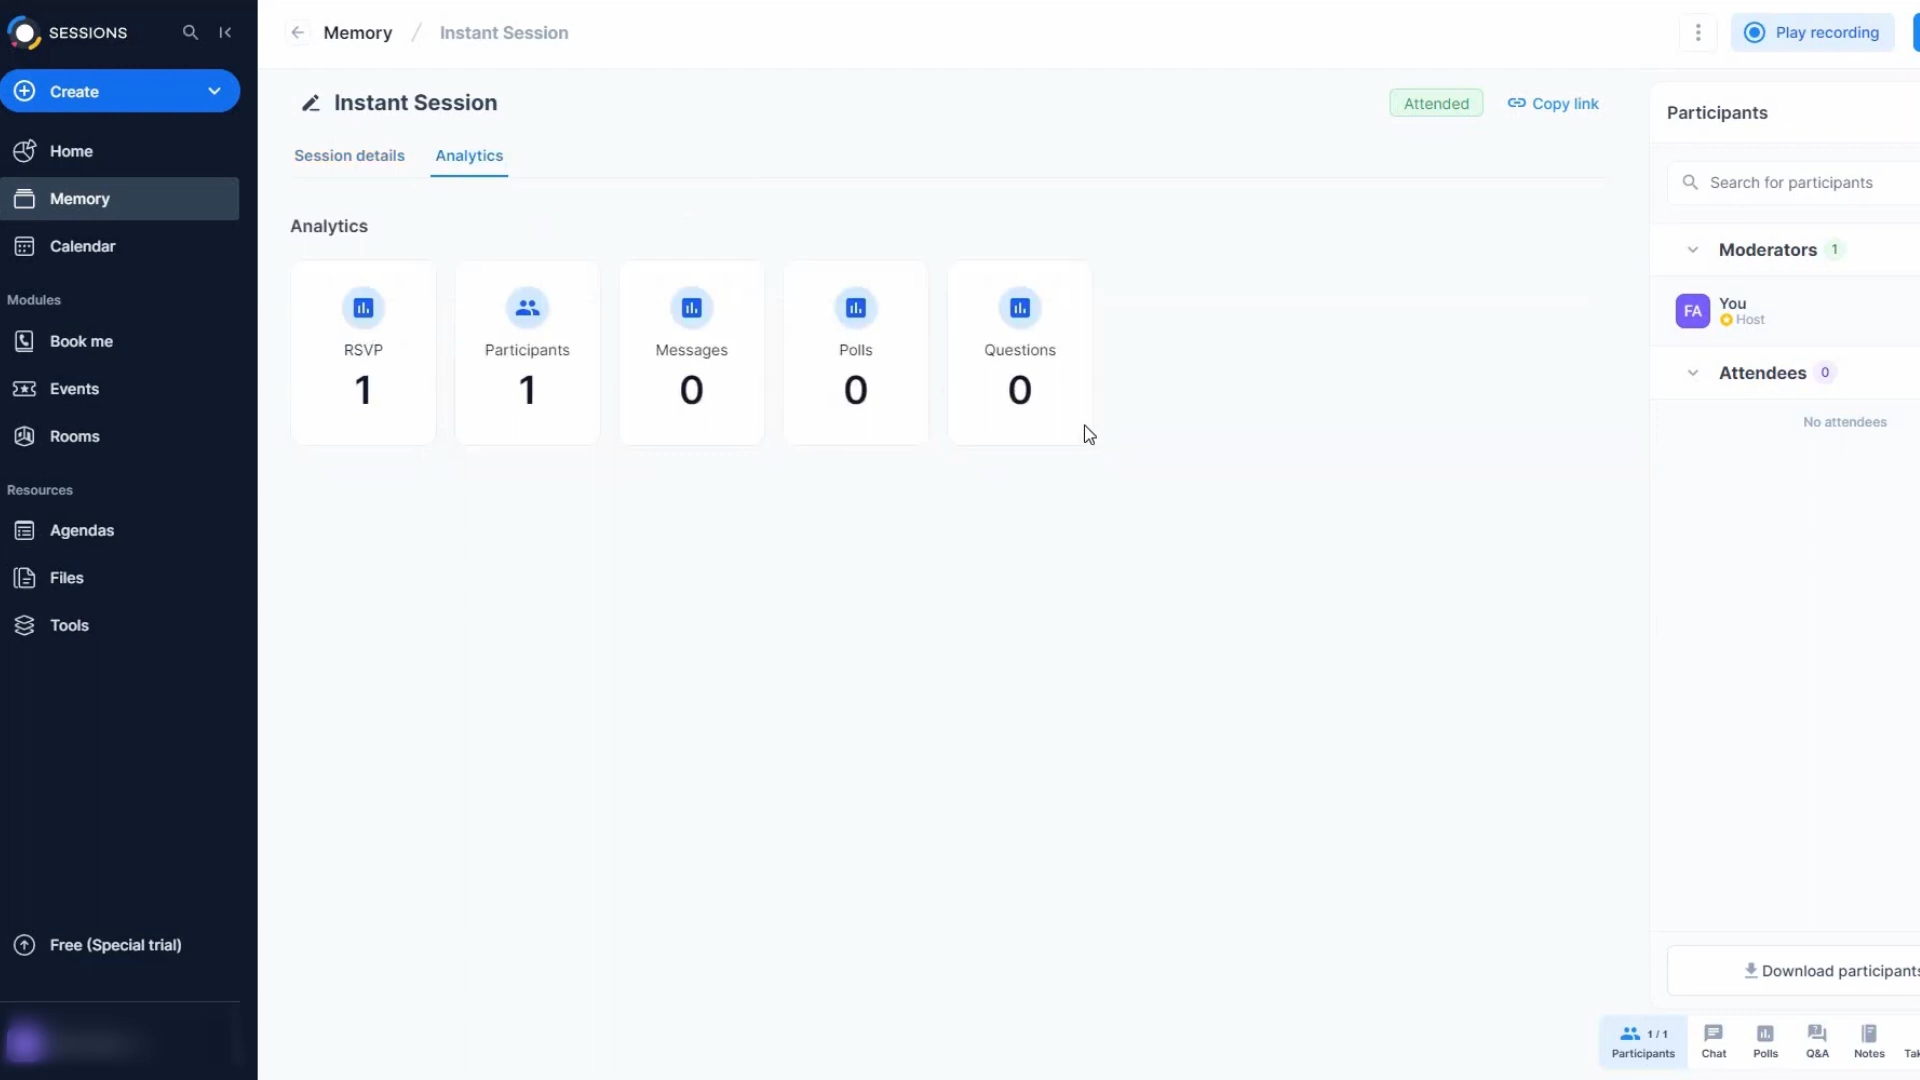 SESSIONS
Create
Home
Memory
Calendar
Modules
Book me
Events
Rooms
Resources
Agendas
Files
Tools
Free (Special trial)
Memory / Instant Session
Play recording
Instant Session
Attended
Copy link
Session details
Analytics
Analytics
RSVP
1
Participants
1
Messages
0
Polls
0
Questions
0
Participants
Search for participants
Moderators 1
FA
You
Host
Attendees 0
No attendees
Download participants
1 / 1
Participants
Chat
Polls
Q&A
Notes